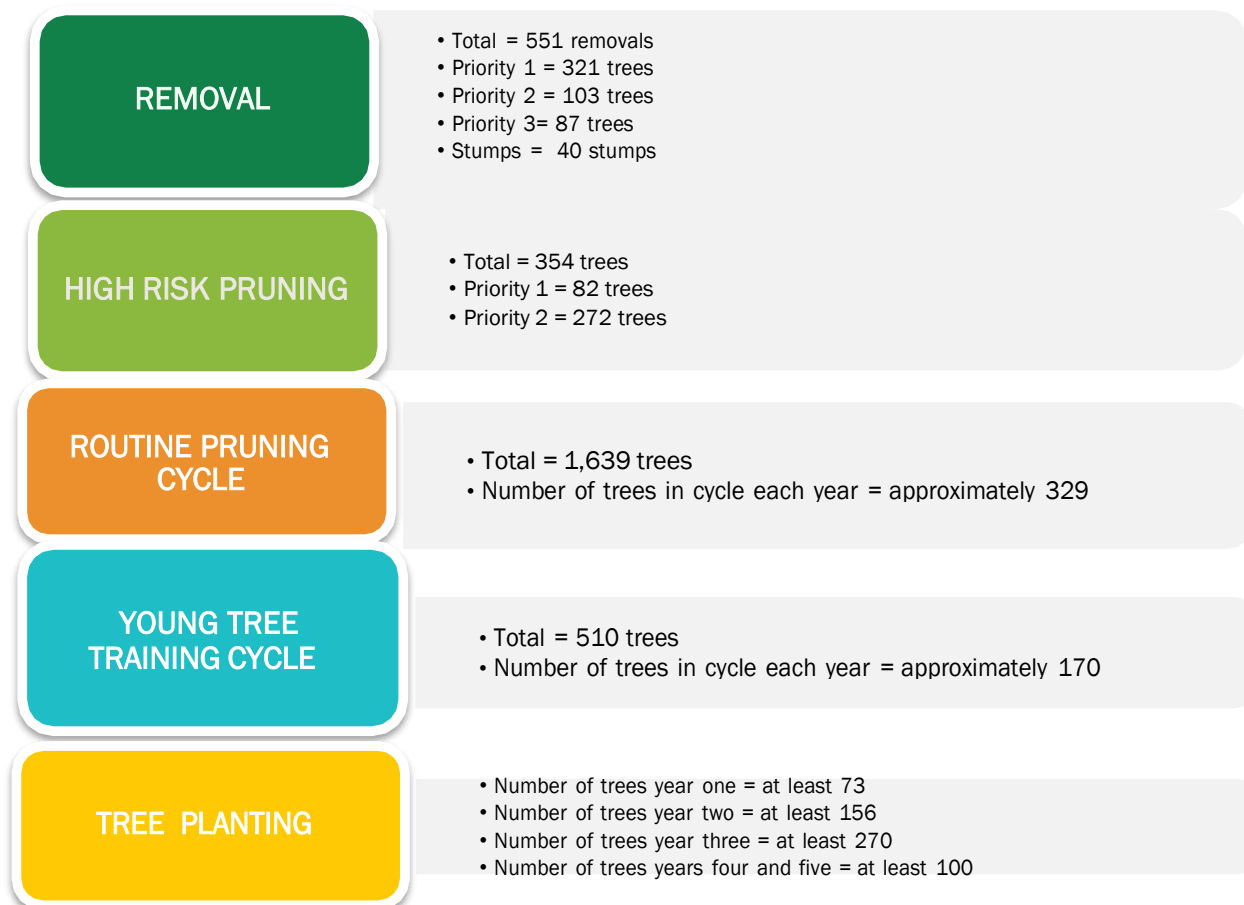 REMOVAL
• Total = 551 removals
• Priority 1 = 321 trees
• Priority 2 = 103 trees
• Priority 3= 87 trees
• Stumps = 40 stumps
HIGH RISK PRUNING
• Total = 354 trees
• Priority 1 = 82 trees
• Priority 2 = 272 trees
ROUTINE PRUNING
CYCLE
• Total = 1,639 trees
• Number of trees in cycle each year = approximately 329
YOUNG TREE
TRAINING CYCLE
• Total = 510 trees
• Number of trees in cycle each year = approximately 170
TREE PLANTING
• Number of trees year one = at least 73
• Number of trees year two = at least 156
• Number of trees year three = at least 270
• Number of trees years four and five = at least 100